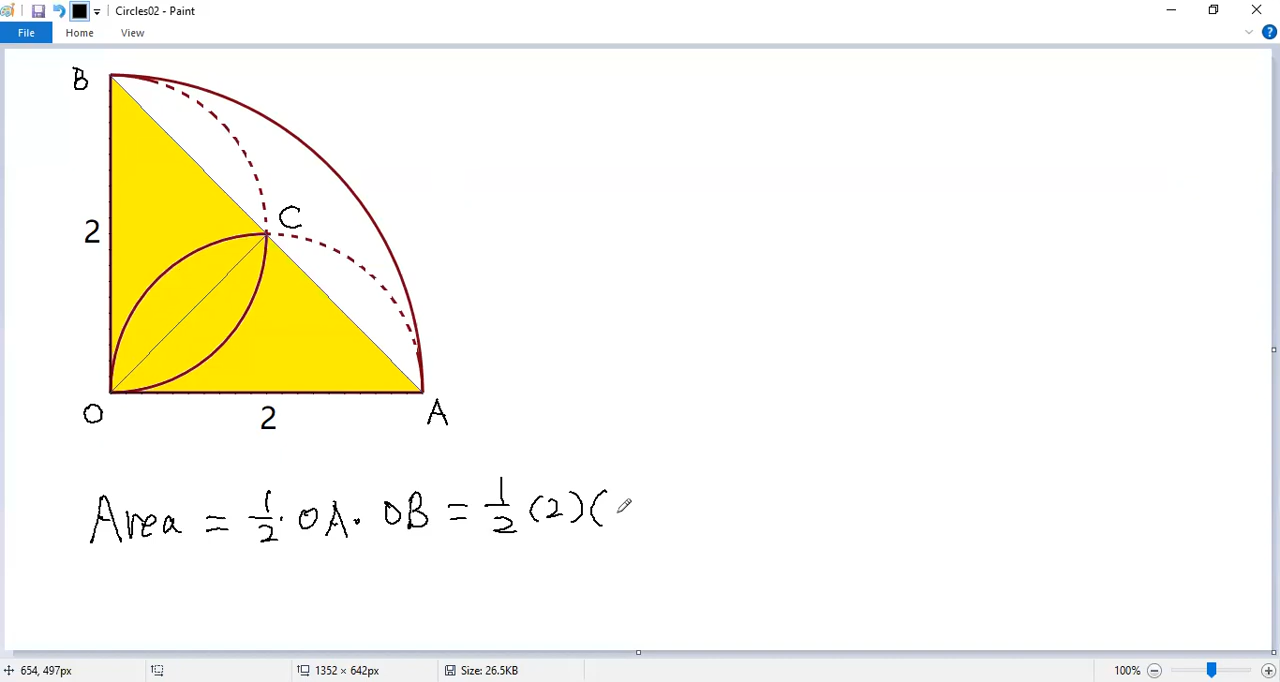 Circles02 - Paint
File Home View
B
C
2
O
2
A
Area = 1/2 · OA · OB = 1/2 (2)(
654, 497px 1352 × 642px Size: 26.5KB 100%